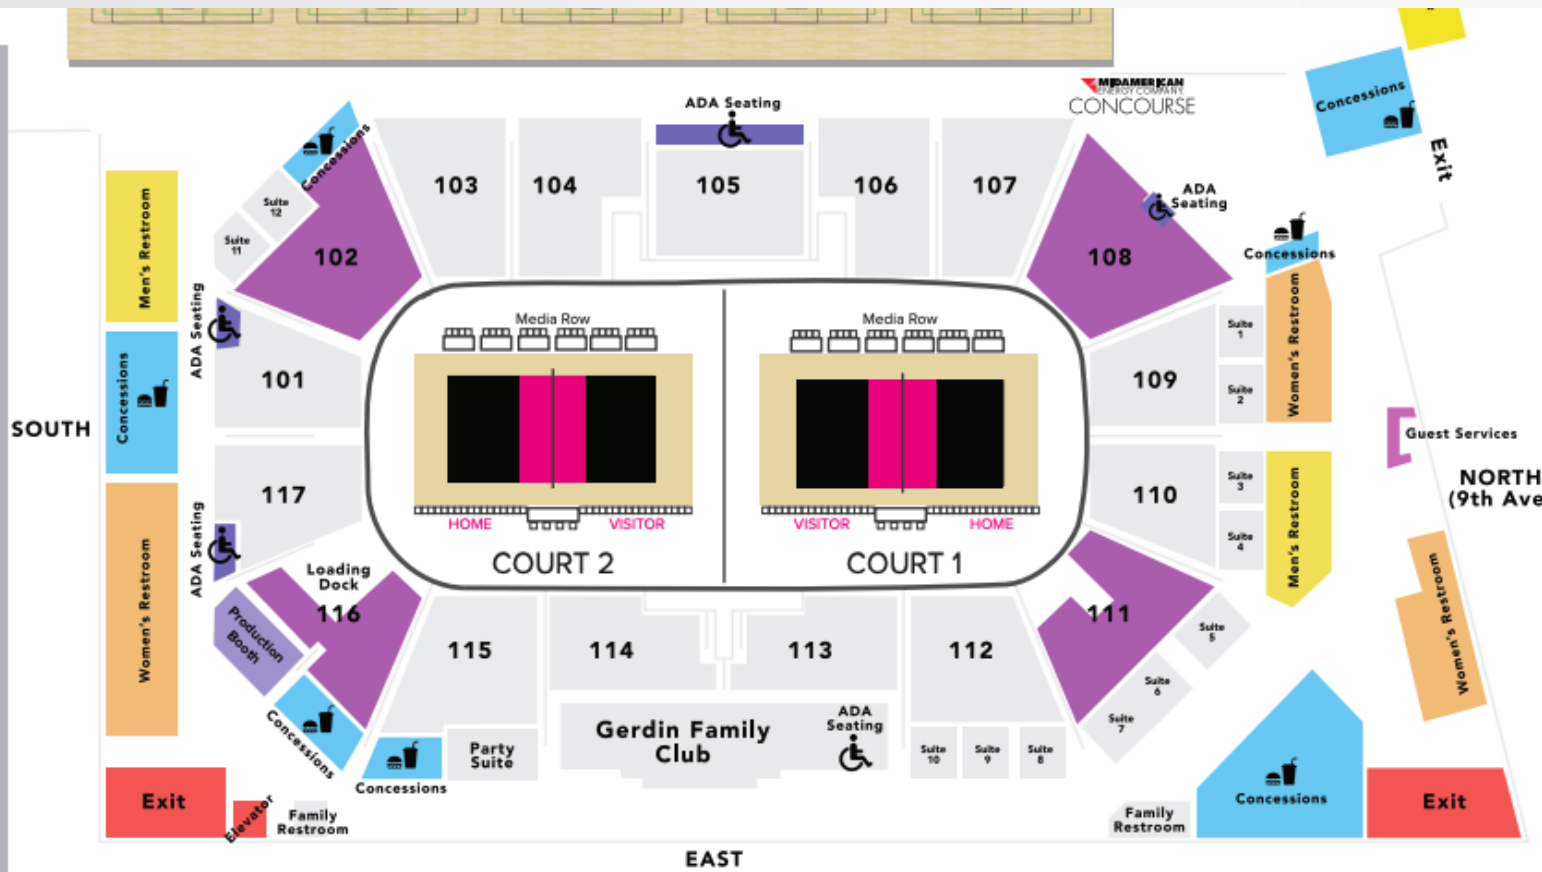 ADA Seating
MIDAMERICAN
ENERGY COMPANY
CONCOURSE
Concessions
Exit
Concessions
103
104
105
106
107
ADA
Seating
Men's Restroom
Suite
12
Suite
11
102
108
Concessions
ADA Seating
Suite
1
Women's Restroom
Media Row
Media Row
Concessions
101
109
Suite
2
SOUTH
Guest Services
NORTH
(9th Ave
117
110
Suite
3
Men's Restroom
HOME
VISITOR
VISITOR
HOME
ADA Seating
Suite
4
COURT 2
COURT 1
Loading
Dock
116
111
Women's Restroom
Production
Booth
Suite
5
Women's Restroom
115
114
113
112
Suite
6
Suite
7
Concessions
Gerdin Family
Club
ADA
Seating
Party
Suite
Suite
10
Suite
9
Suite
8
Concessions
Concessions
Exit
Elevator
Family
Restroom
Family
Restroom
Exit
EAST